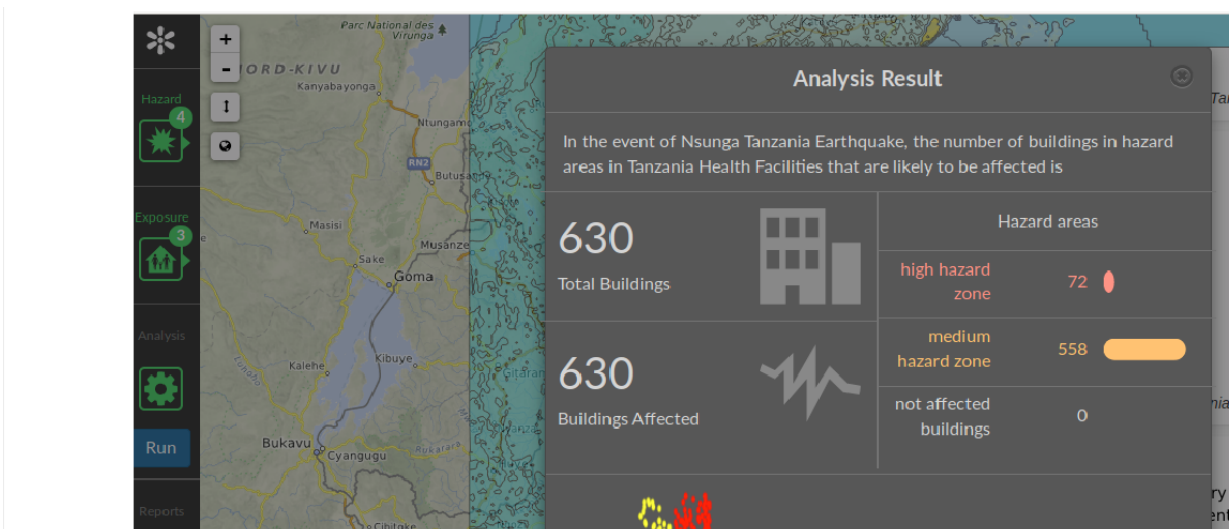 Hazard
4
Exposure
3
Analysis
Run
Reports
+
-
Parc National des
Virunga
NORD-KIVU
Kanyabayonga
Ntungamo
RN2
Masisi
Musanze
Sake
Goma
Kalehe
Kibuye
Bukavu
Cyangugu
Rukarara
Analysis Result
In the event of Nsunga Tanzania Earthquake, the number of buildings in hazard
areas in Tanzania Health Facilities that are likely to be affected is
630
Total Buildings
630
Buildings Affected
Hazard areas
high hazard
zone
72
medium
hazard zone
558
not affected
buildings
0